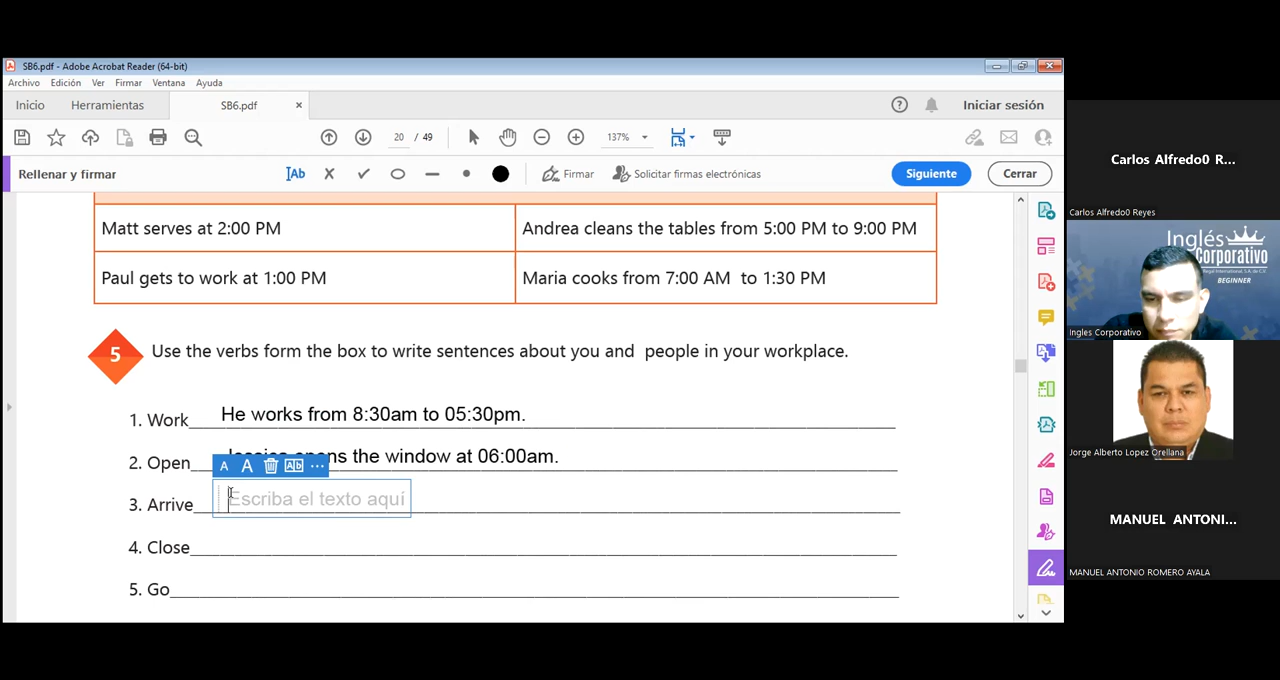 SB6.pdf - Adobe Acrobat Reader (64-bit)
Archivo Edición Ver Firmar Ventana Ayuda
Inicio Herramientas SB6.pdf × Iniciar sesión
20 / 49 137%
Rellenar y firmar Ab Firmar Solicitar firmas electrónicas Siguiente Cerrar
Matt serves at 2:00 PM Andrea cleans the tables from 5:00 PM to 9:00 PM
Paul gets to work at 1:00 PM Maria cooks from 7:00 AM to 1:30 PM
5 Use the verbs form the box to write sentences about you and people in your workplace.
1. Work He works from 8:30am to 05:30pm.
2. Open opens the window at 06:00am.
A A Ab ...
3. Arrive Escriba el texto aquí
4. Close
5. Go
Carlos Alfredo0 R...
Carlos Alfredo0 Reyes
Inglés
Corporativo
BEGINNER
Ingles Corporativo
Jorge Alberto Lopez Orellana
MANUEL ANTONI...
MANUEL ANTONIO ROMERO AYALA